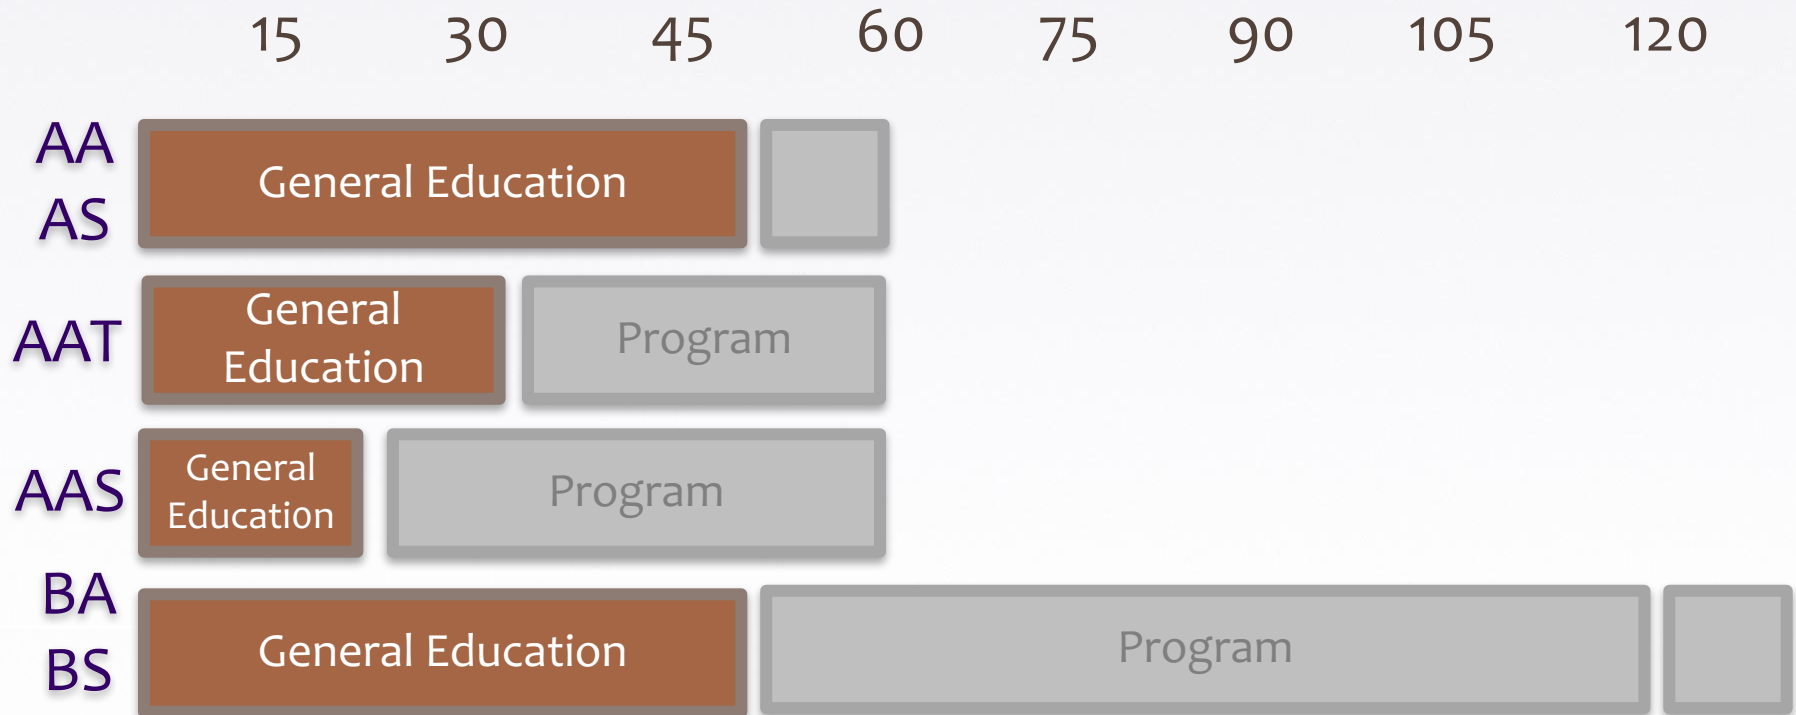 15 30 45 60 75 90 105 120
AA
AS
General Education
AAT
General
Education
Program
AAS
General
Education
Program
BA
BS
General Education
Program